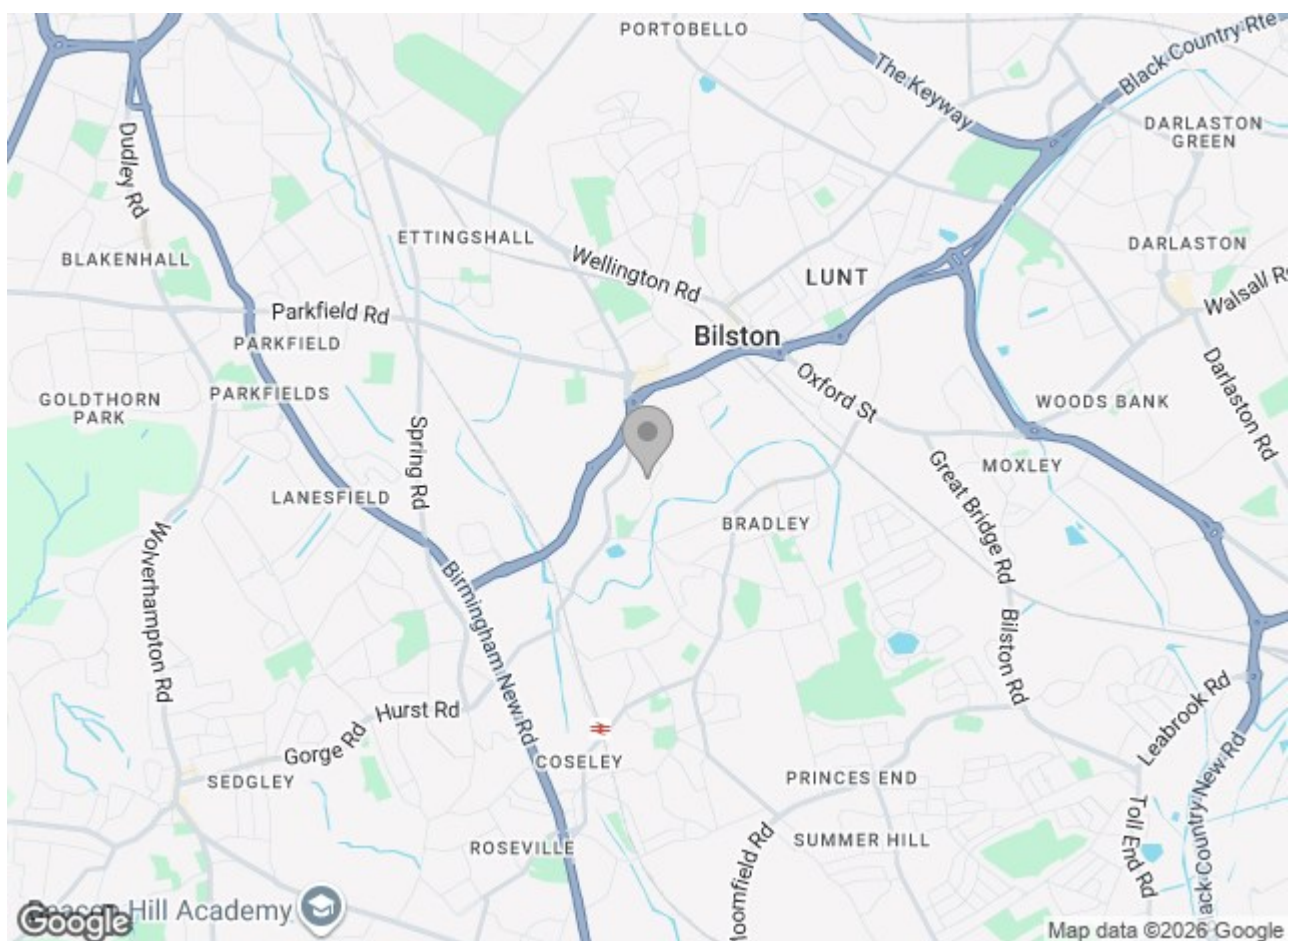 PORTOBELLO
Black Country Rte
The Keyway
DARLASTON
GREEN
Dudley Rd
ETTINGSHALL
DARLASTON
BLAKENHALL
Wellington Rd
LUNT
Walsall
Parkfield Rd
PARKFIELD
Bilston
Darlaston Rd
Oxford St
GOLDTHORN
PARK
PARKFIELDS
WOODS BANK
Spring Rd
MOXLEY
LANESFIELD
Great Bridge Rd
BRADLEY
Wolverhampton Rd
Birmingham New Rd
Bilston Rd
Leabrook Rd
Hurst Rd
Gorge Rd
COSELEY
SEDGLEY
PRINCES END
Country New Rd
Toll End Rd
ROSEVILLE
SUMMER HILL
Rd
Hill Academy
Google
Map data ©2026 Google